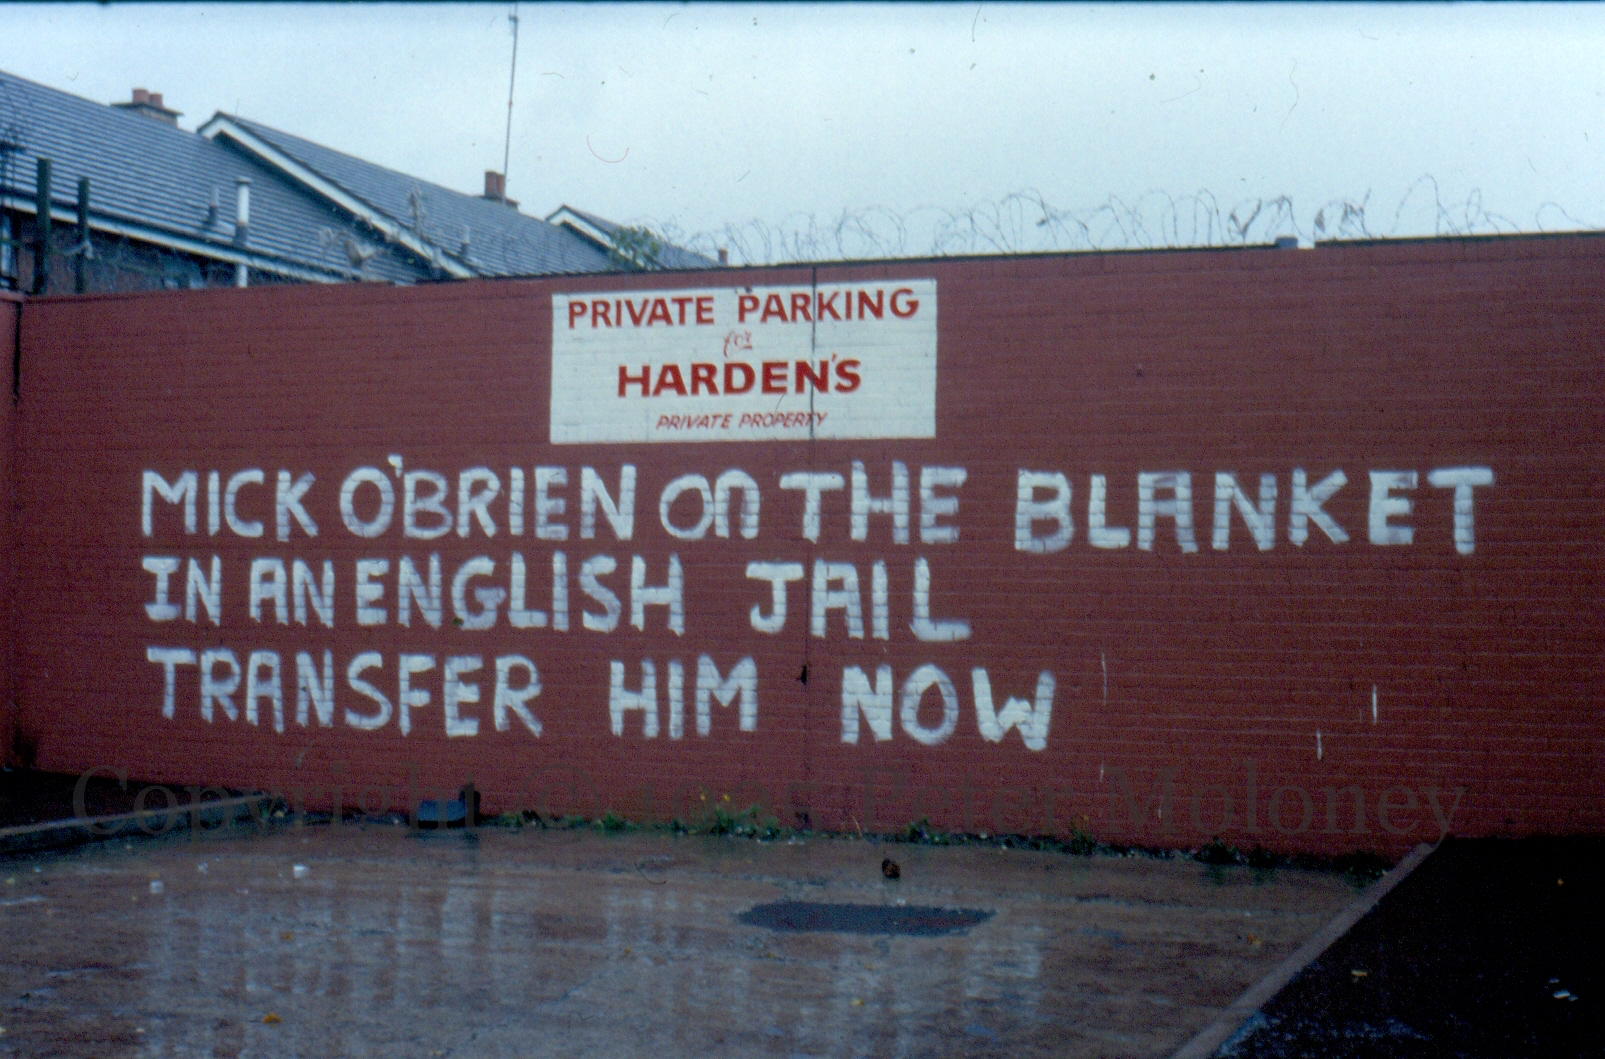 PRIVATE PARKING
for
HARDEN'S
PRIVATE PROPERTY
MICK O'BRIEN On THE BLANKET
IN AN ENGLISH JAIL
TRANSFER HIM NOW
Copyright © Peter Moloney